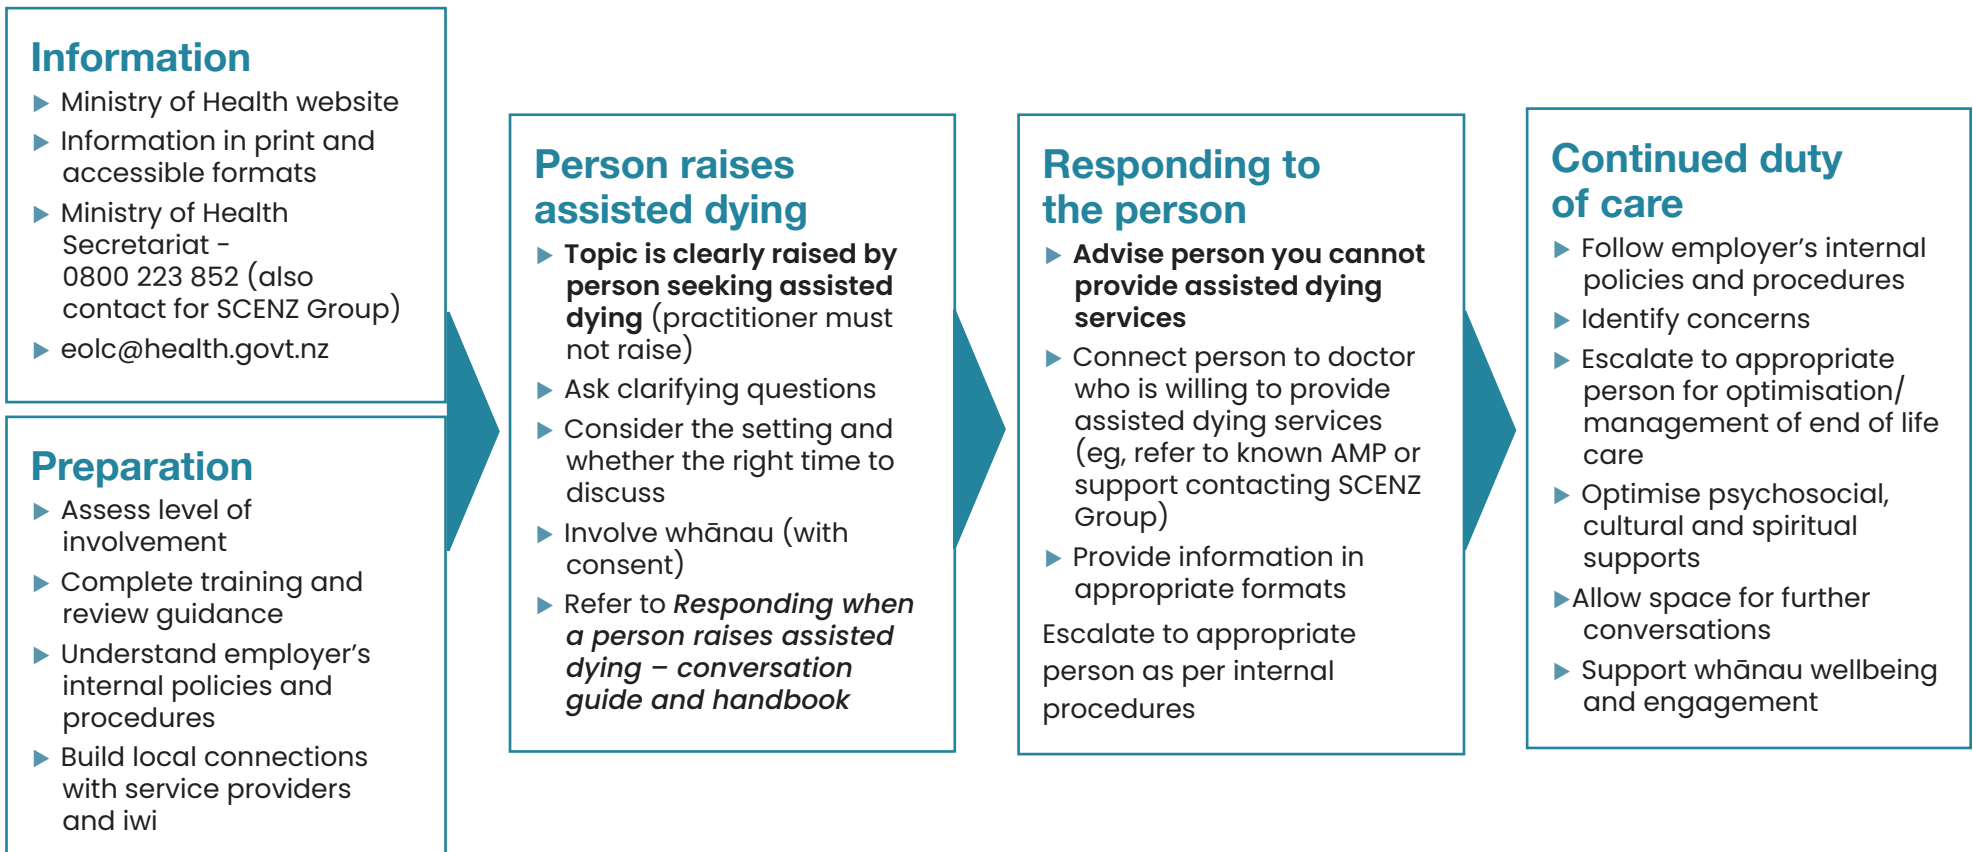 Information
▶ Ministry of Health website
▶ Information in print and
accessible formats
▶ Ministry of Health
Secretariat -
0800 223 852 (also
contact for SCENZ Group)
▶ eolc@health.govt.nz
Preparation
▶ Assess level of
involvement
▶ Complete training and
review guidance
▶ Understand employer's
internal policies and
procedures
▶ Build local connections
with service providers
and iwi
Person raises
assisted dying
▶ Topic is clearly raised by
person seeking assisted
dying (practitioner must
not raise)
▶ Ask clarifying questions
▶ Consider the setting and
whether the right time to
discuss
▶ Involve whānau (with
consent)
▶ Refer to Responding when
a person raises assisted
dying – conversation
guide and handbook
Responding to
the person
▶ Advise person you cannot
provide assisted dying
services
▶ Connect person to doctor
who is willing to provide
assisted dying services
(eg, refer to known AMP or
support contacting SCENZ
Group)
▶ Provide information in
appropriate formats
Escalate to appropriate
person as per internal
procedures
Continued duty
of care
▶ Follow employer's internal
policies and procedures
▶ Identify concerns
▶ Escalate to appropriate
person for optimisation/
management of end of life
care
▶ Optimise psychosocial,
cultural and spiritual
supports
▶Allow space for further
conversations
▶ Support whānau wellbeing
and engagement